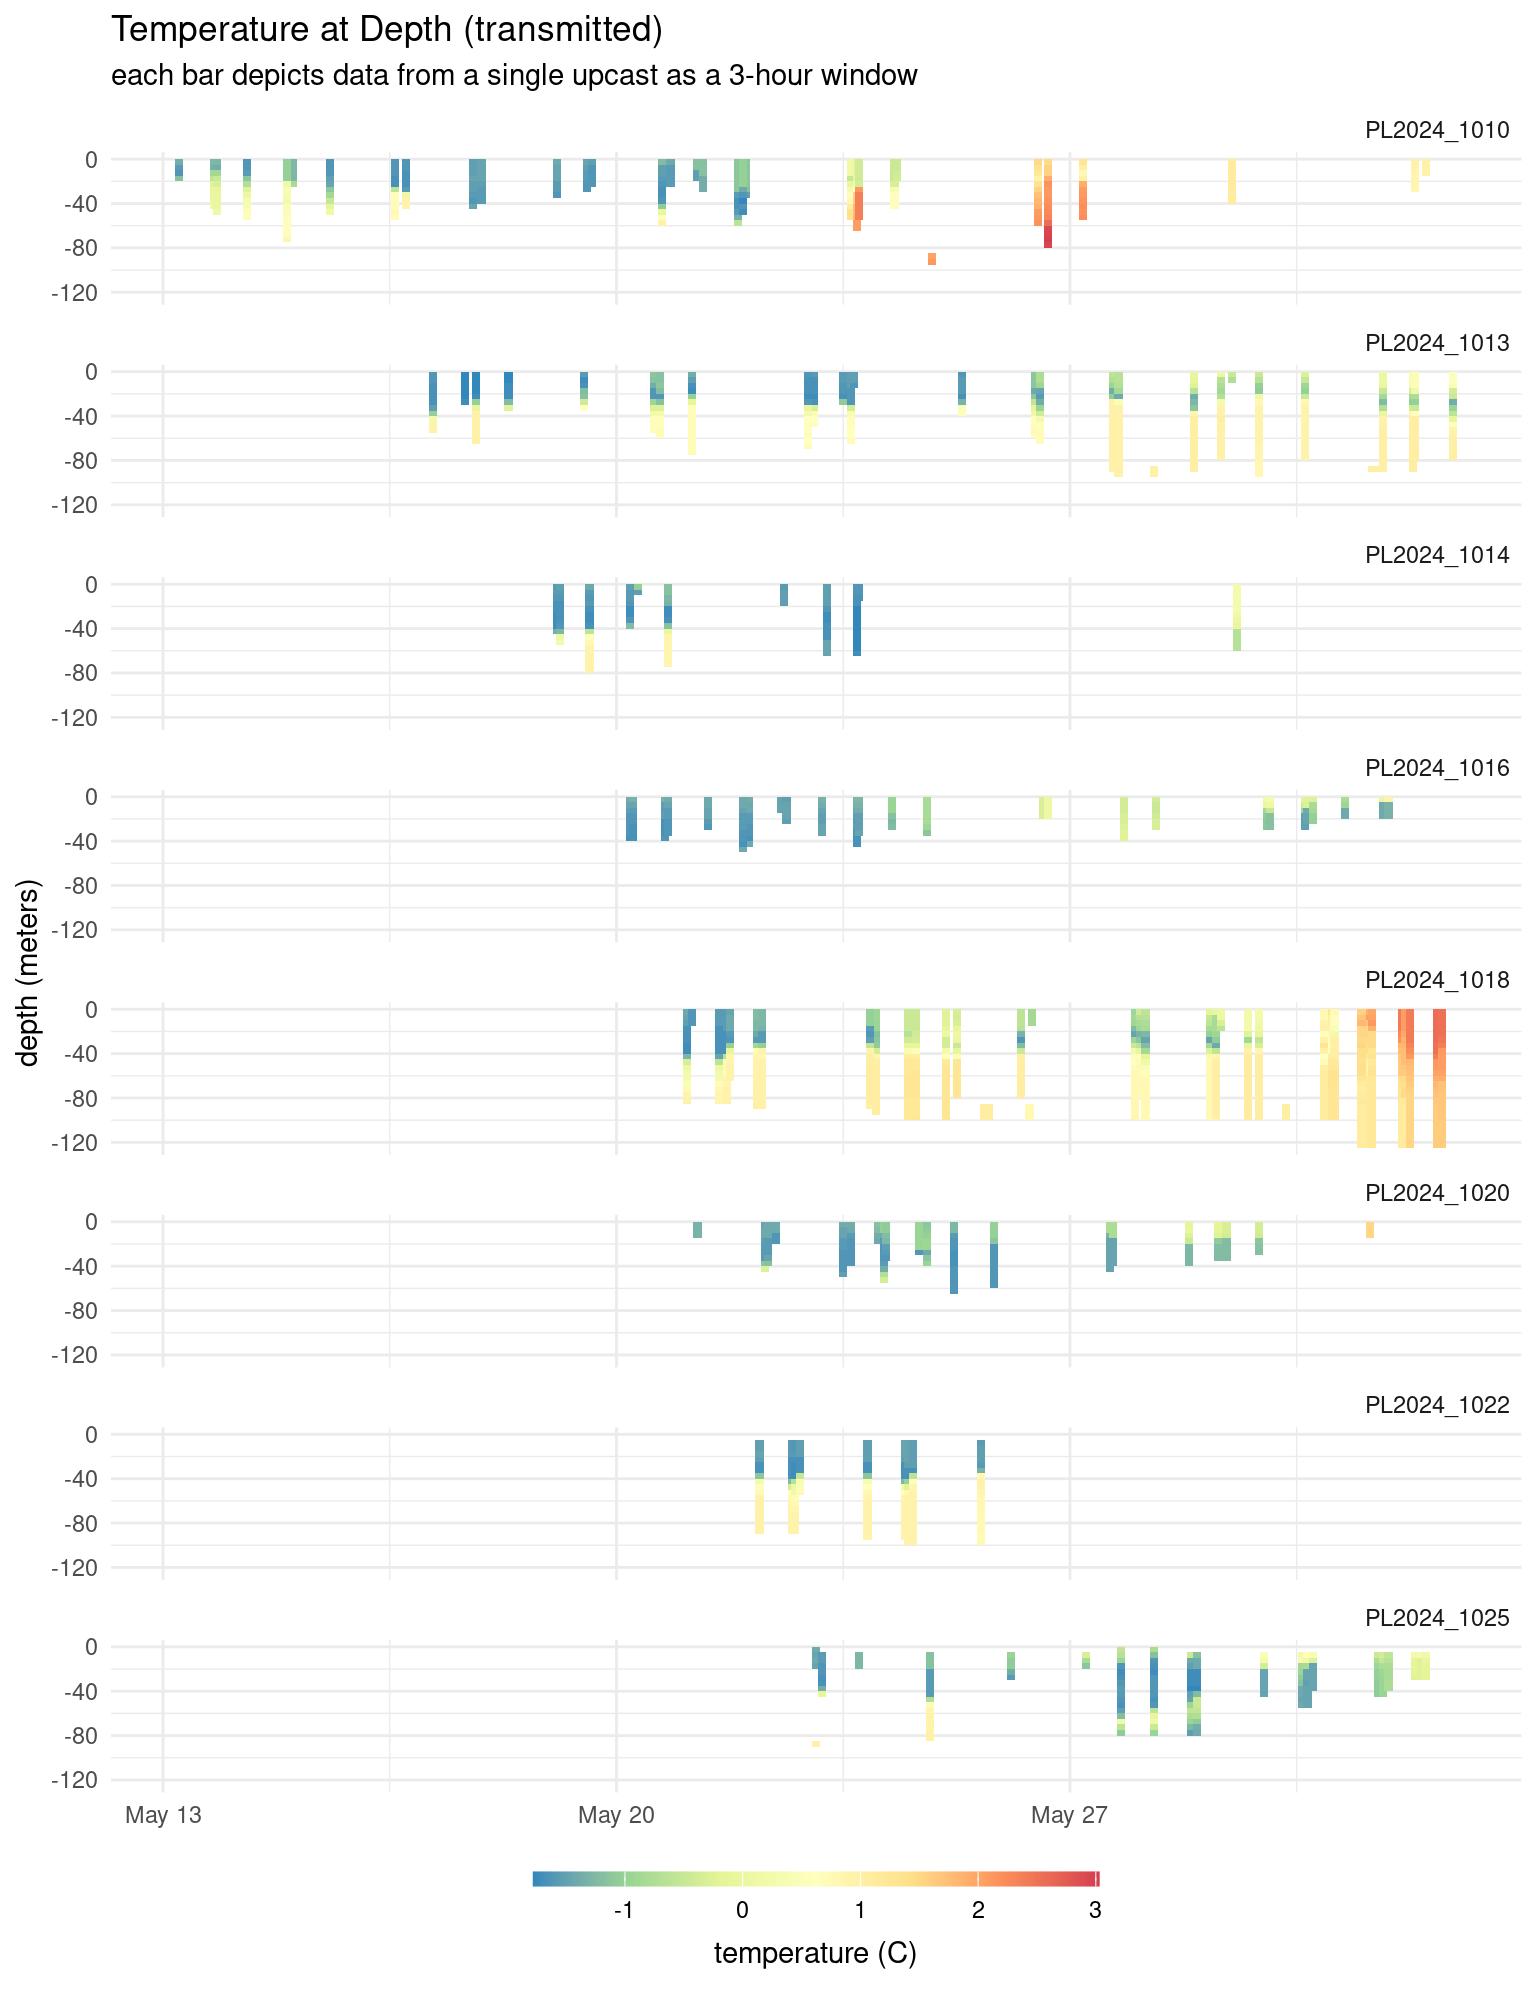 Temperature at Depth (transmitted)
each bar depicts data from a single upcast as a 3-hour window
PL2024_1010
0
-40
-80
-120
PL2024_1013
0
-40
-80
-120
PL2024_1014
0
-40
-80
-120
PL2024_1016
0
-40
-80
-120
depth (meters)
PL2024_1018
0
-40
-80
-120
PL2024_1020
0
-40
-80
-120
PL2024_1022
0
-40
-80
-120
PL2024_1025
0
-40
-80
-120
May 13 May 20 May 27
-1 0 1 2 3
temperature (C)